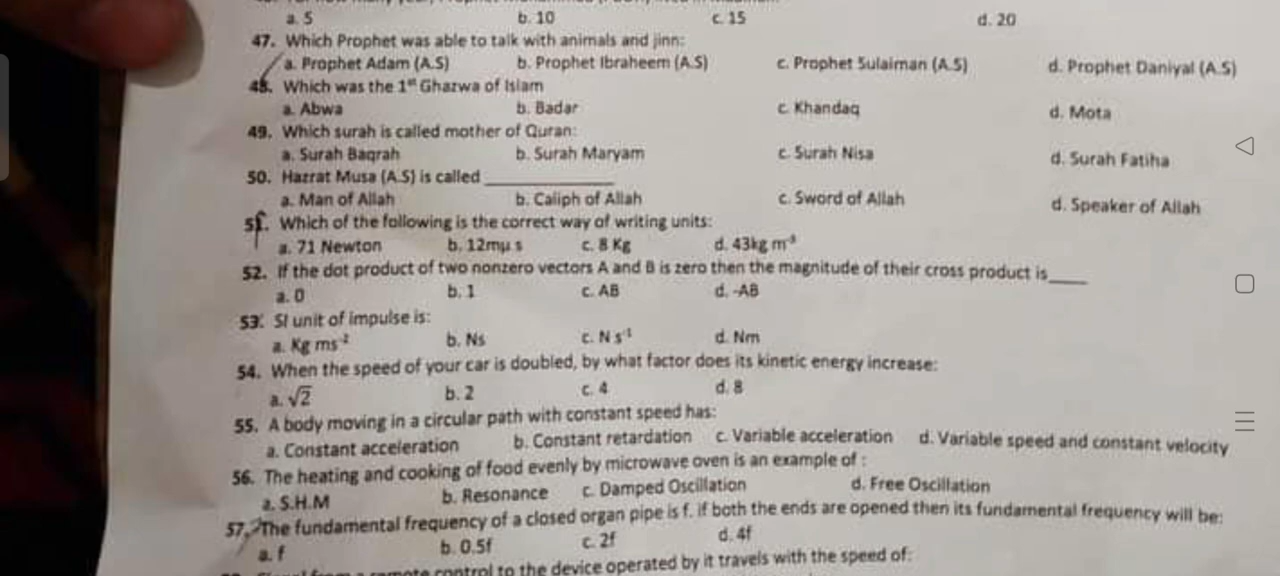 a. 5 b. 10 c. 15 d. 20
47. Which Prophet was able to talk with animals and jinn:
a. Prophet Adam (A.S) b. Prophet Ibraheem (A.S) c. Prophet Sulaiman (A.S) d. Prophet Daniyal (A.S)
48. Which was the 1st Ghazwa of Islam
a. Abwa b. Badar c. Khandaq d. Mota
49. Which surah is called mother of Quran:
a. Surah Baqrah b. Surah Maryam c. Surah Nisa d. Surah Fatiha
50. Hazrat Musa (A.S) is called ____________
a. Man of Allah b. Caliph of Allah c. Sword of Allah d. Speaker of Allah
51. Which of the following is the correct way of writing units:
a. 71 Newton b. 12mμ s c. 8 Kg d. 43kg m⁻³
52. If the dot product of two nonzero vectors A and B is zero then the magnitude of their cross product is____
a. 0 b. 1 c. AB d. -AB
53. SI unit of impulse is:
a. Kg ms⁻² b. Ns c. N s⁻¹ d. Nm
54. When the speed of your car is doubled, by what factor does its kinetic energy increase:
a. √2 b. 2 c. 4 d. 8
55. A body moving in a circular path with constant speed has:
a. Constant acceleration b. Constant retardation c. Variable acceleration d. Variable speed and constant velocity
56. The heating and cooking of food evenly by microwave oven is an example of :
a. S.H.M b. Resonance c. Damped Oscillation d. Free Oscillation
57. The fundamental frequency of a closed organ pipe is f. if both the ends are opened then its fundamental frequency will be:
a. f b. 0.5f c. 2f d. 4f
remote control to the device operated by it travels with the speed of: